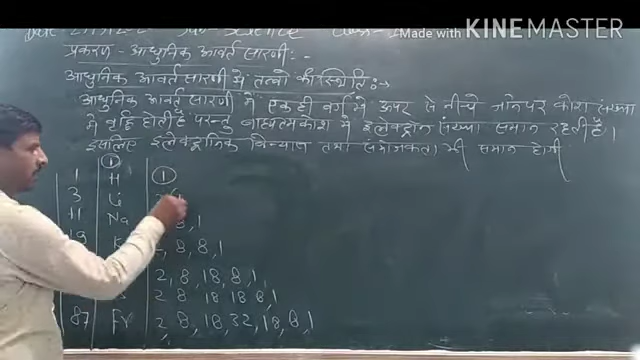 Made with KINEMASTER
प्रकरण - आधुनिक आवर्त सारणी :-
आधुनिक आवर्त सारणी में तत्वों की स्थिति :-
आधुनिक आवर्त सारणी में एक ही वर्ग में ऊपर से नीचे जाने पर कोश संख्या
में वृद्धि होती है परन्तु बाह्यतम कोश में इलेक्ट्रॉन संख्या समान रहती है।
इसलिए इलेक्ट्रॉनिक विन्यास तथा संयोजकता भी समान होगी
1
1 H 1
3 Li
11 Na 8, 1
19 K 2, 8, 8, 1
2, 8, 18, 8, 1
2 8 18 18 8 1
87 Fr 2, 8, 18, 32, 18, 8, 1